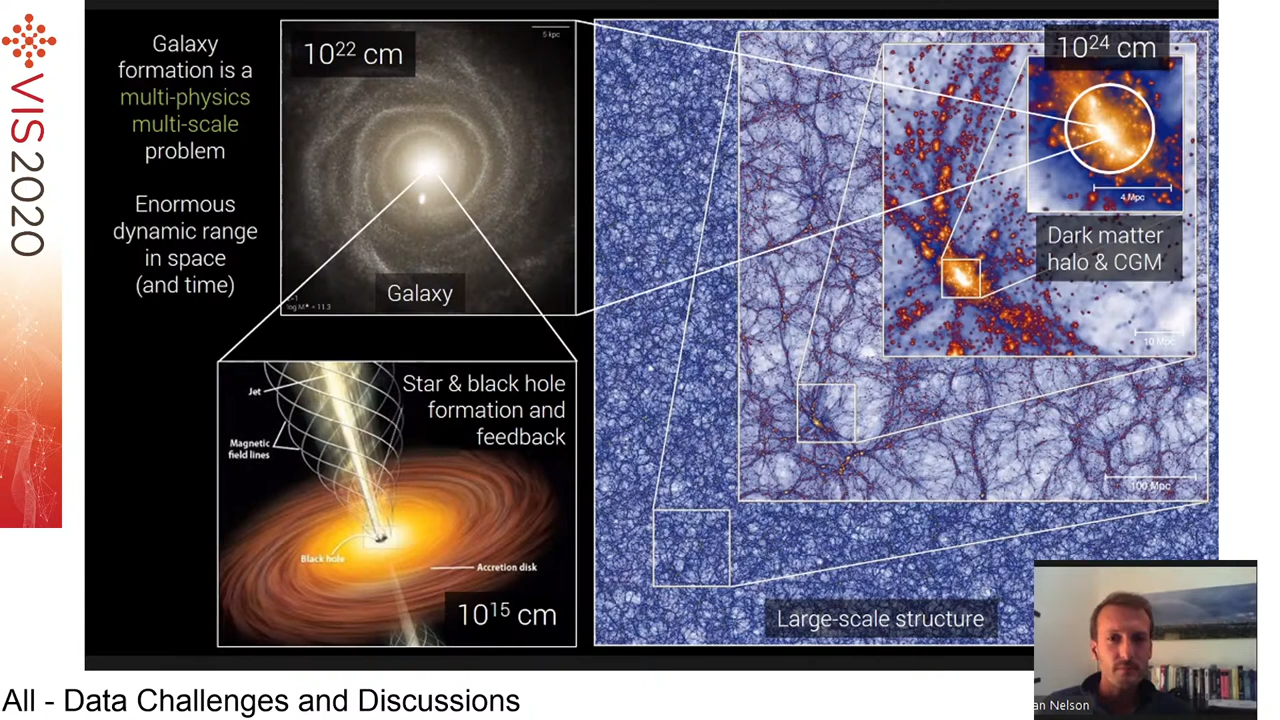 VIS2020
Galaxy
formation is a
multi-physics
multi-scale
problem
Enormous
dynamic range
in space
(and time)
10²² cm
5 kpc
Galaxy
log M* = 11.3
Star & black hole
formation and
feedback
Jet
Magnetic
field lines
Black hole
Accretion disk
10¹⁵ cm
10²⁴ cm
4 Mpc
Dark matter
halo & CGM
10 Mpc
100 Mpc
Large-scale structure
an Nelson
All - Data Challenges and Discussions